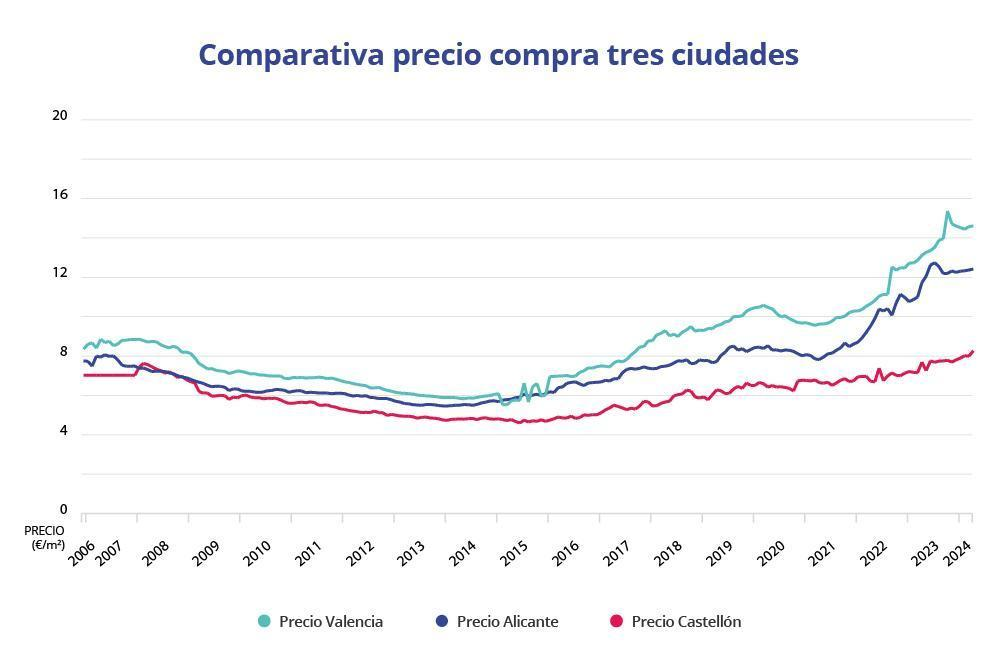 Comparativa precio compra tres ciudades
20
16
12
8
4
0
PRECIO
(€/m²)
2006 2007 2008 2009 2010 2011 2012 2013 2014 2015 2016 2017 2018 2019 2020 2021 2022 2023 2024
Precio Valencia Precio Alicante Precio Castellón